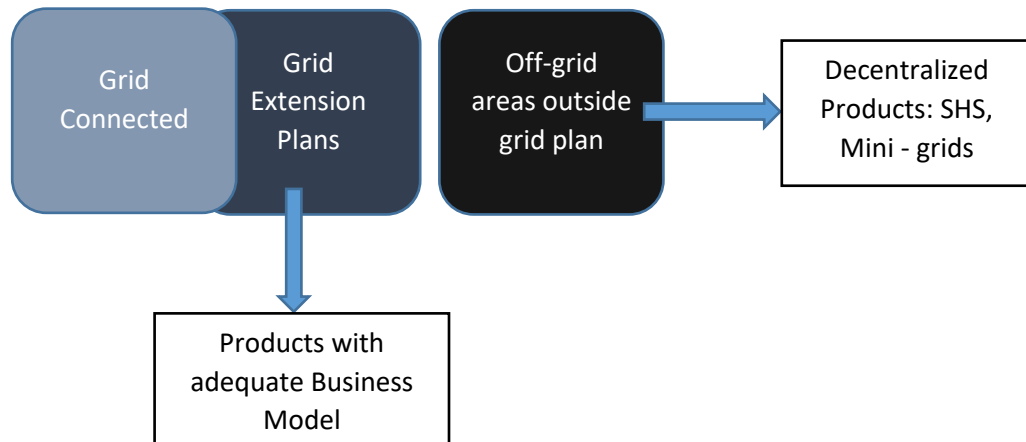 Grid
Connected
Grid
Extension
Plans
Off-grid
areas outside
grid plan
Decentralized
Products: SHS,
Mini - grids
Products with
adequate Business
Model